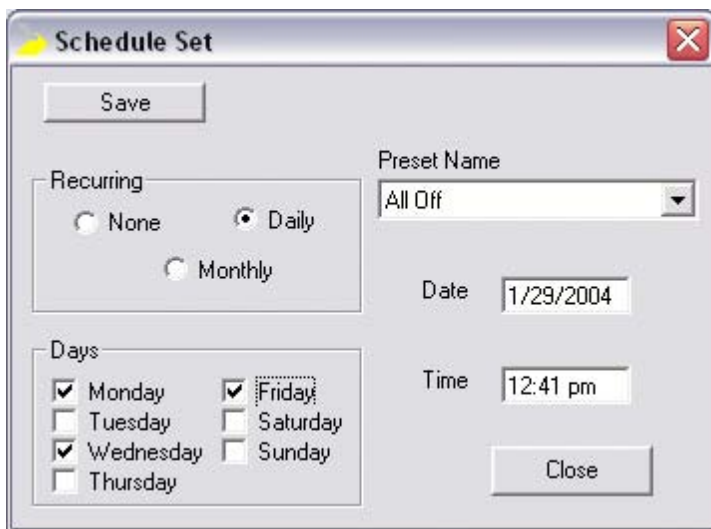 Schedule Set
Save
Recurring
None
Daily
Monthly
Preset Name
All Off
Date
1/29/2004
Days
Monday
Friday
Tuesday
Saturday
Wednesday
Sunday
Thursday
Time
12:41 pm
Close